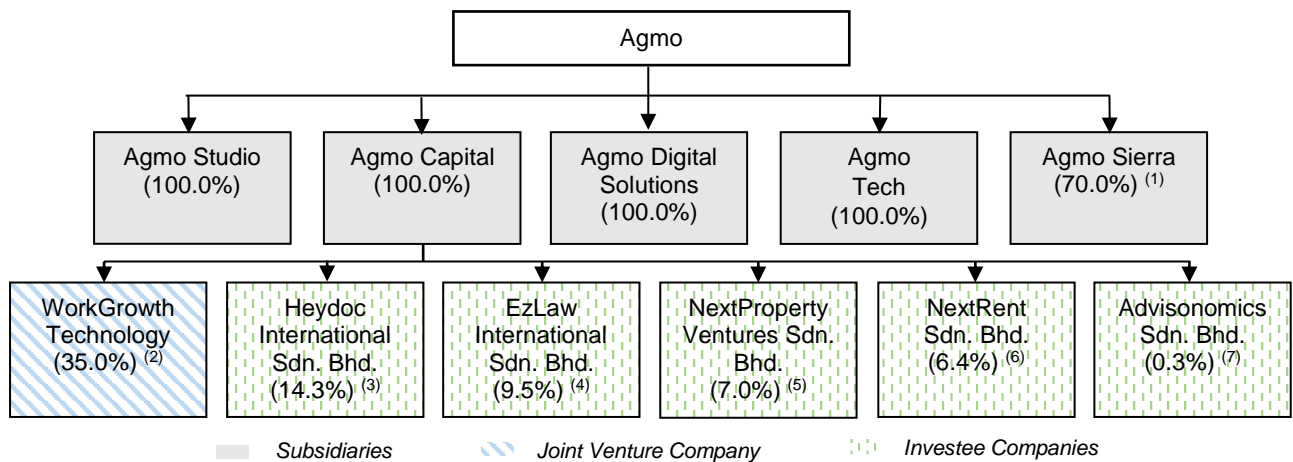 Agmo
Agmo Studio
(100.0%)
Agmo Capital
(100.0%)
Agmo Digital
Solutions
(100.0%)
Agmo
Tech
(100.0%)
Agmo Sierra
(70.0%) (1)
WorkGrowth
Technology
(35.0%) (2)
Heydoc
International
Sdn. Bhd.
(14.3%) (3)
EzLaw
International
Sdn. Bhd.
(9.5%) (4)
NextProperty
Ventures Sdn.
Bhd.
(7.0%) (5)
NextRent
Sdn. Bhd.
(6.4%) (6)
Advisonomics
Sdn. Bhd.
(0.3%) (7)
Subsidiaries
Joint Venture Company
Investee Companies